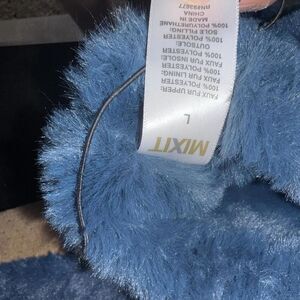 MIXIT
L
FAUX FUR UPPER:
100% POLYESTER
FAUX FUR LINING:
100% POLYESTER
FAUX FUR INSOLE:
100% POLYESTER
OUTSOLE:
100% POLYESTER
SOLE FILLING:
100% POLYURETHANE
MADE IN
CHINA